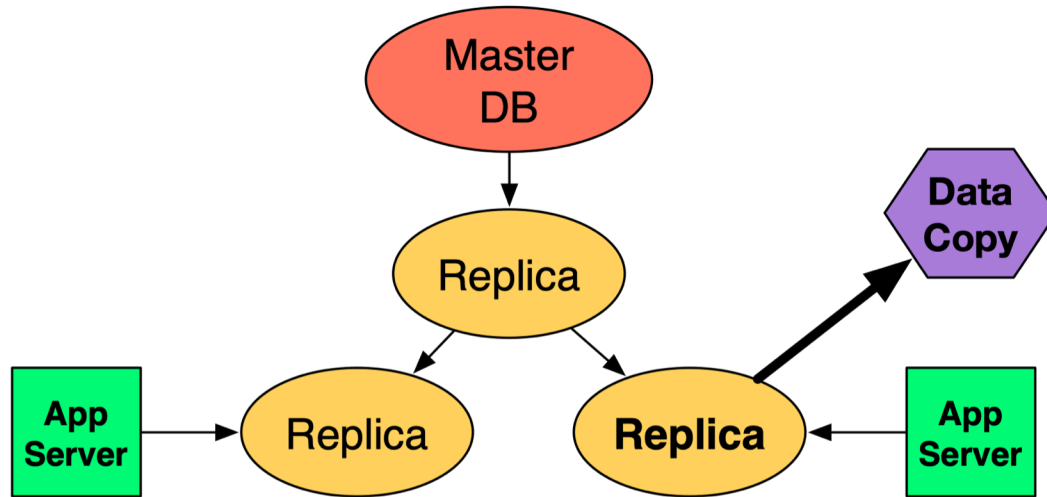 Master
DB
Data
Copy
Replica
App
Server
Replica
Replica
App
Server